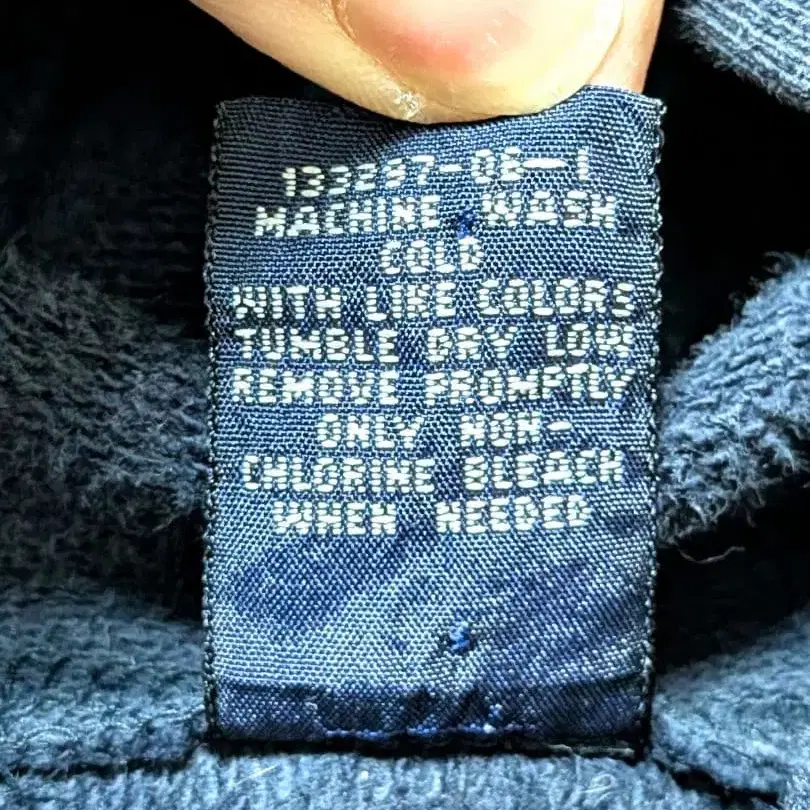 133287-08-L
MACHINE WASH
COLD
WITH LIKE COLORS
TUMBLE DRY LOW
REMOVE PROMPTLY
ONLY NON-
CHLORINE BLEACH
WHEN NEEDED